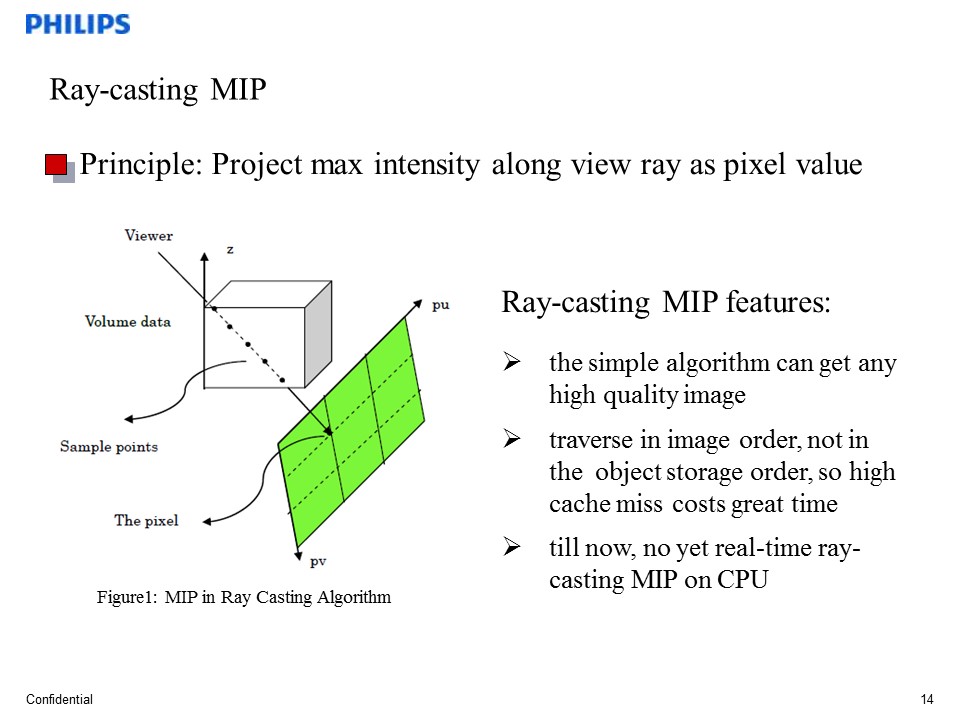 PHILIPS
Ray-casting MIP
Principle: Project max intensity along view ray as pixel value
Viewer
z
pu
Volume data
Sample points
The pixel
pv
Figure1: MIP in Ray Casting Algorithm
Ray-casting MIP features:
the simple algorithm can get any
high quality image
traverse in image order, not in
the object storage order, so high
cache miss costs great time
till now, no yet real-time ray-
casting MIP on CPU
Confidential
14